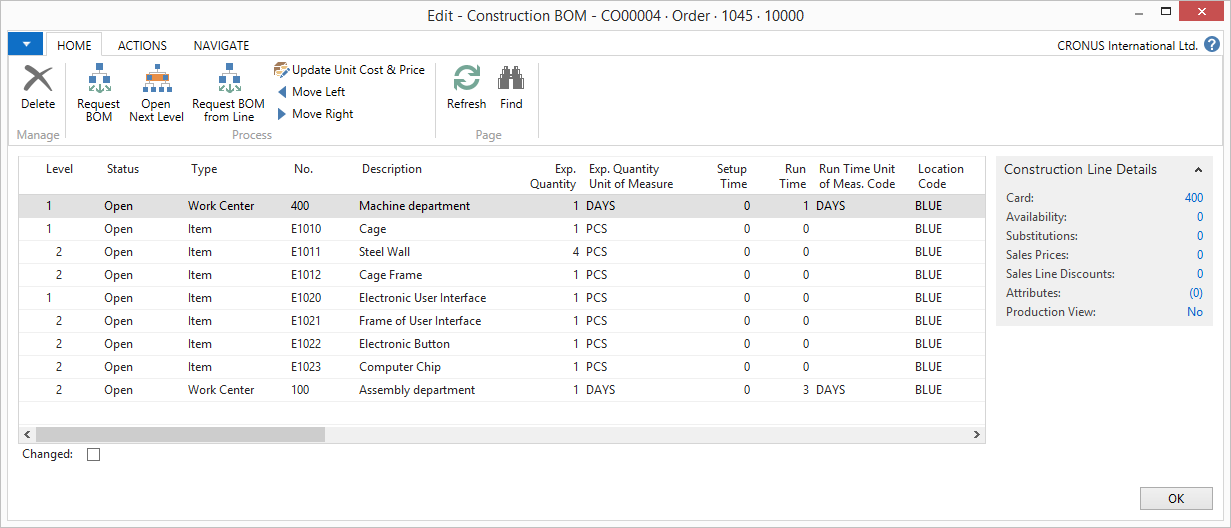 Edit - Construction BOM - CO00004 · Order · 1045 · 10000
HOME ACTIONS NAVIGATE CRONUS International Ltd. ?
Delete
Request BOM
Open Next Level
Request BOM from Line
Update Unit Cost & Price
Move Left
Move Right
Refresh
Find
Manage Process Page
Level Status Type No. Description Exp. Quantity Exp. Quantity Unit of Measure Setup Time Run Time Run Time Unit of Meas. Code Location Code
1 Open Work Center 400 Machine department 1 DAYS 0 1 DAYS BLUE
1 Open Item E1010 Cage 1 PCS 0 0 BLUE
2 Open Item E1011 Steel Wall 4 PCS 0 0 BLUE
2 Open Item E1012 Cage Frame 1 PCS 0 0 BLUE
1 Open Item E1020 Electronic User Interface 1 PCS 0 0 BLUE
2 Open Item E1021 Frame of User Interface 1 PCS 0 0 BLUE
2 Open Item E1022 Electronic Button 1 PCS 0 0 BLUE
2 Open Item E1023 Computer Chip 1 PCS 0 0 BLUE
2 Open Work Center 100 Assembly department 1 DAYS 0 3 DAYS BLUE
Changed:
Construction Line Details
Card: 400
Availability: 0
Substitutions: 0
Sales Prices: 0
Sales Line Discounts: 0
Attributes: (0)
Production View: No
OK